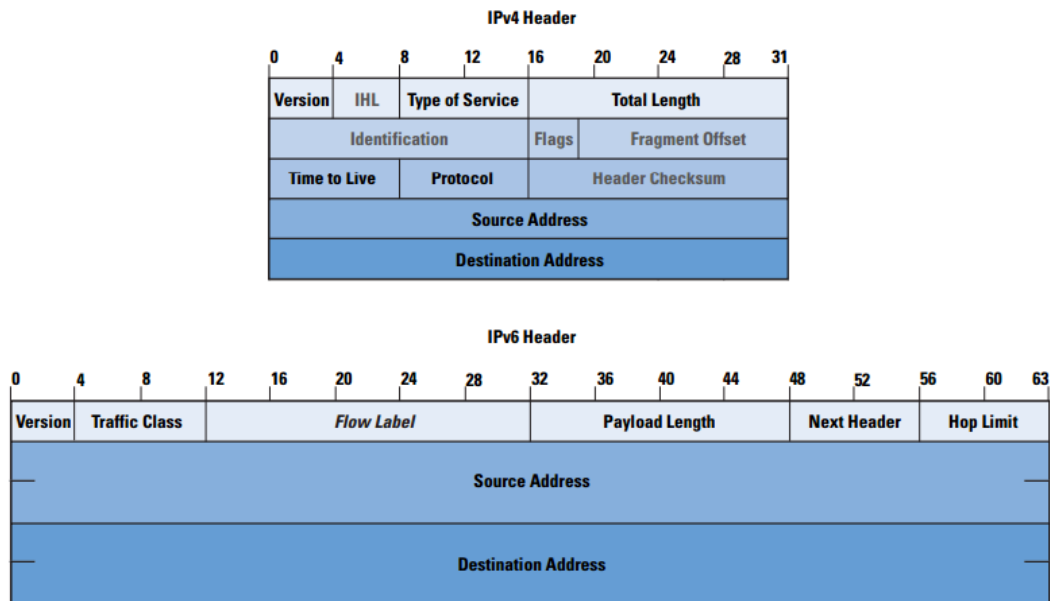 IPv4 Header
0 4 8 12 16 20 24 28 31
Version IHL Type of Service Total Length
Identification Flags Fragment Offset
Time to Live Protocol Header Checksum
Source Address
Destination Address
IPv6 Header
0 4 8 12 16 20 24 28 32 36 40 44 48 52 56 60 63
Version Traffic Class Flow Label Payload Length Next Header Hop Limit
Source Address
Destination Address